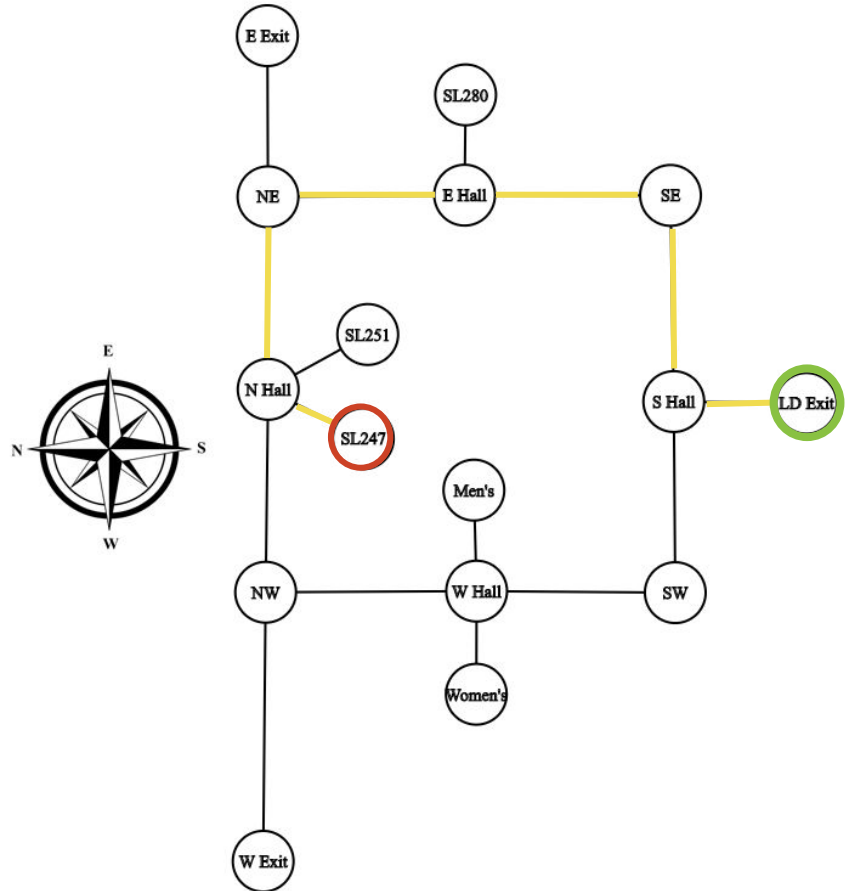 E Exit
SL280
NE
E Hall
SE
SL251
E
N Hall
S Hall
LD Exit
SL247
N
S
Men's
W
NW
W Hall
SW
Women's
W Exit